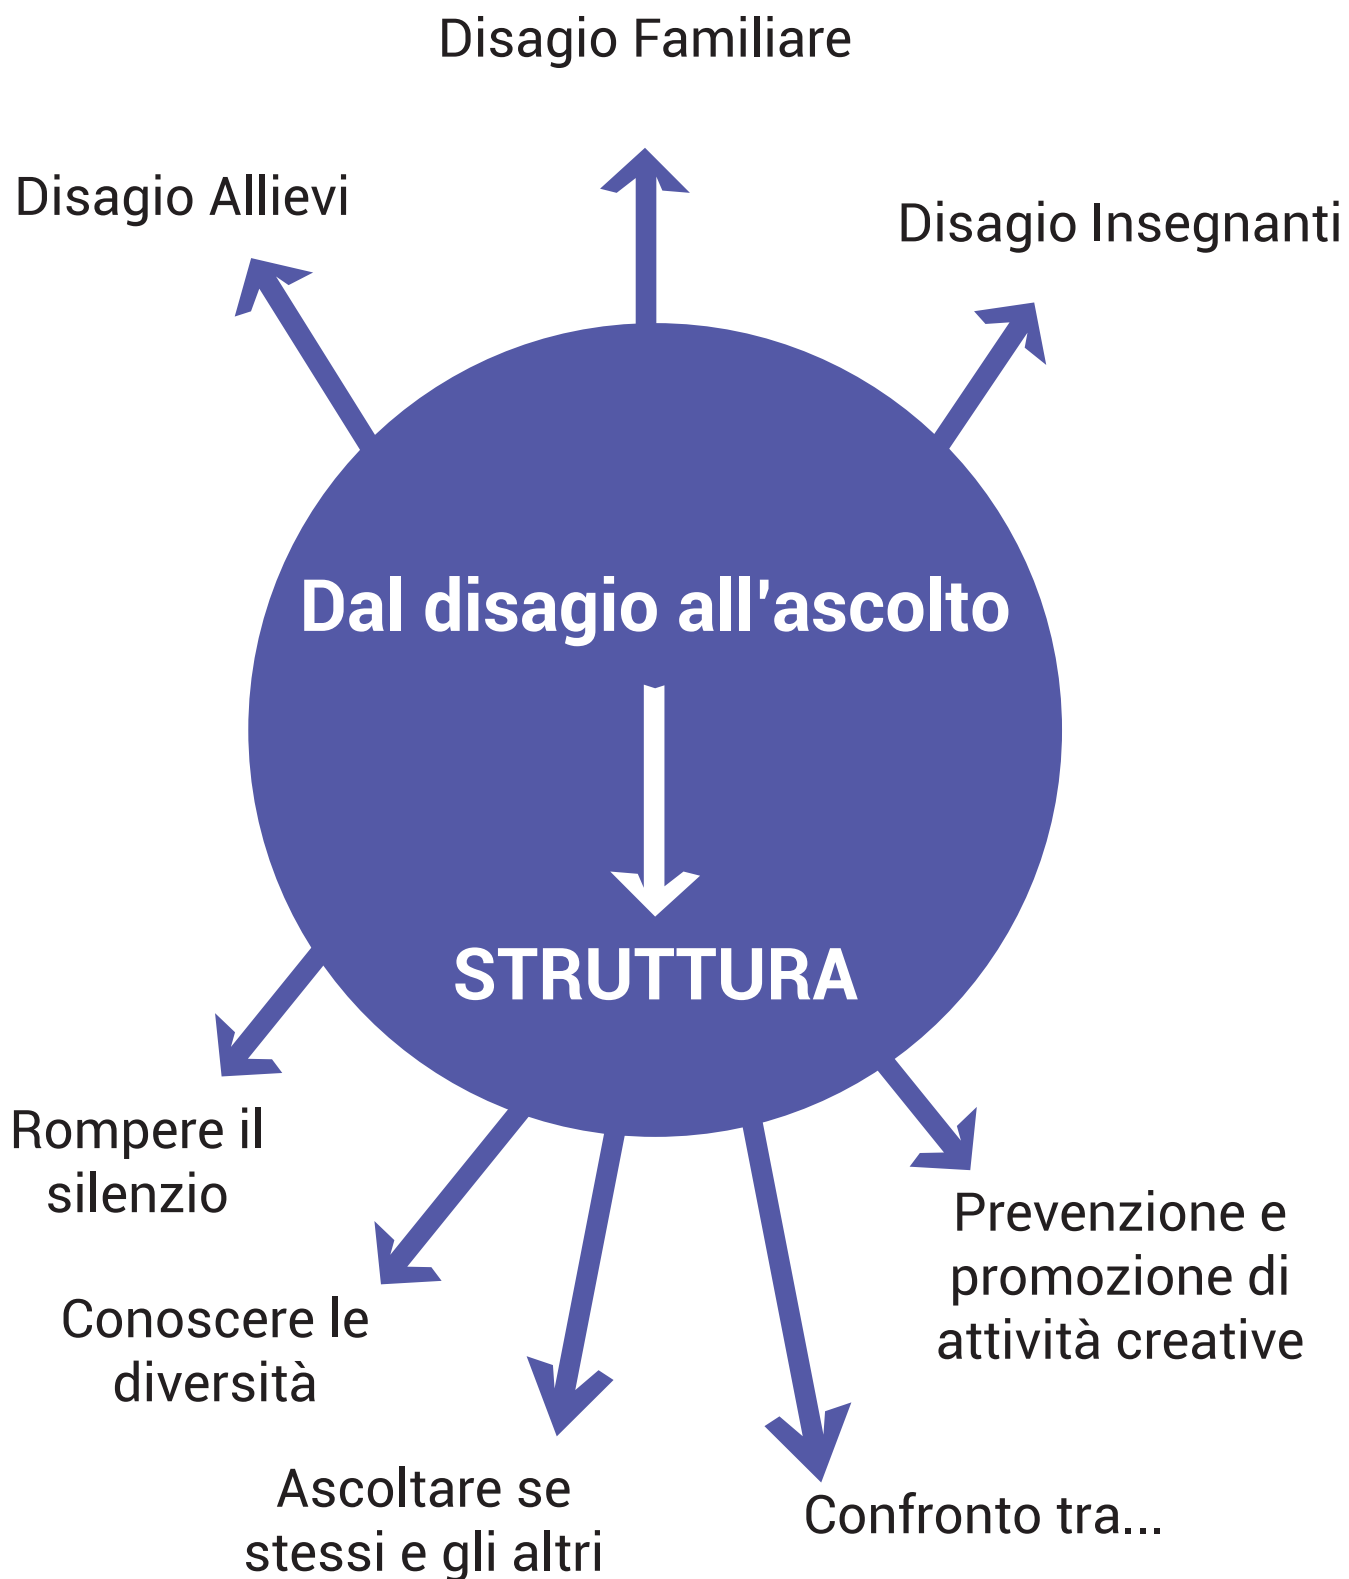 Disagio Familiare
Disagio Allievi
Disagio Insegnanti
Dal disagio all'ascolto
STRUTTURA
Rompere il
silenzio
Conoscere le
diversità
Ascoltare se
stessi e gli altri
Confronto tra...
Prevenzione e
promozione di
attività creative